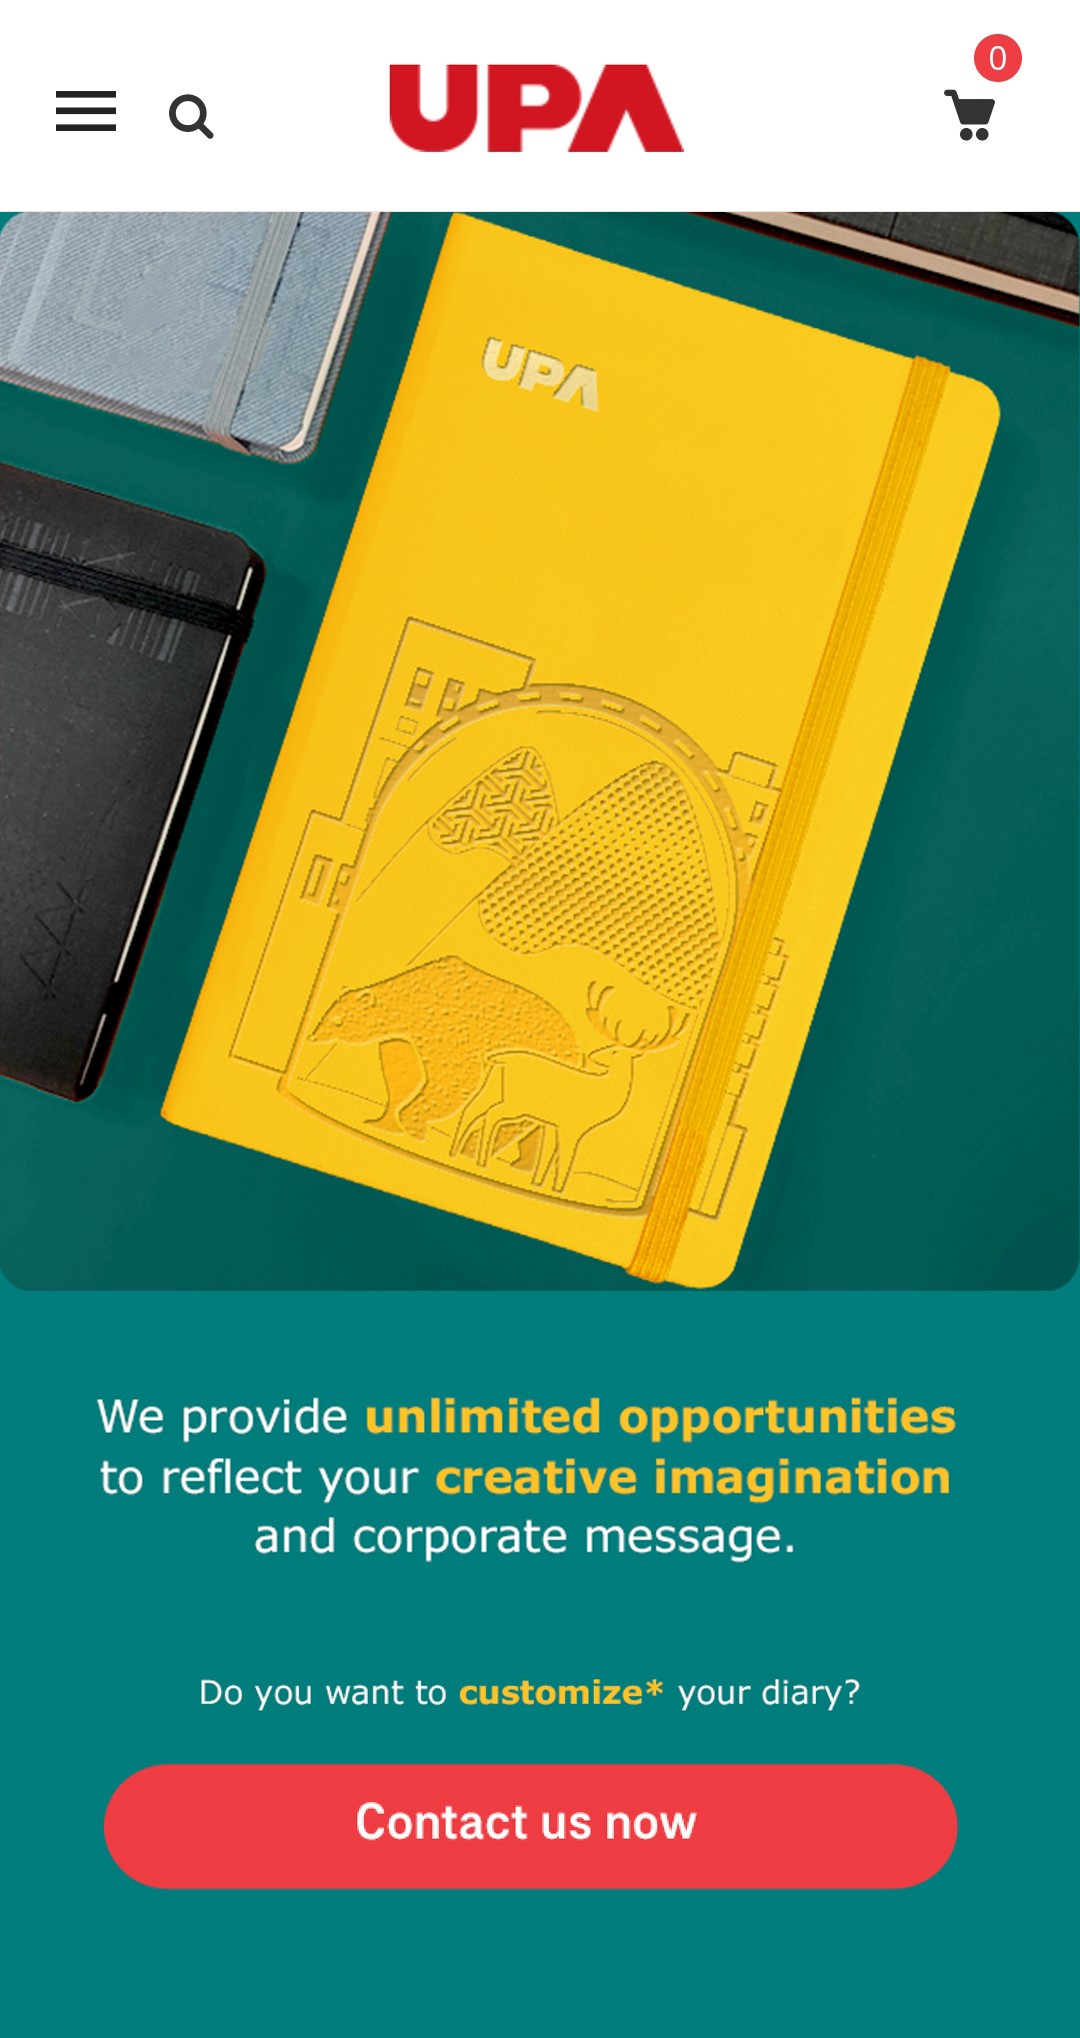 0
UPA
UPA
We provide unlimited opportunities
to reflect your creative imagination
and corporate message.
Do you want to customize* your diary?
Contact us now